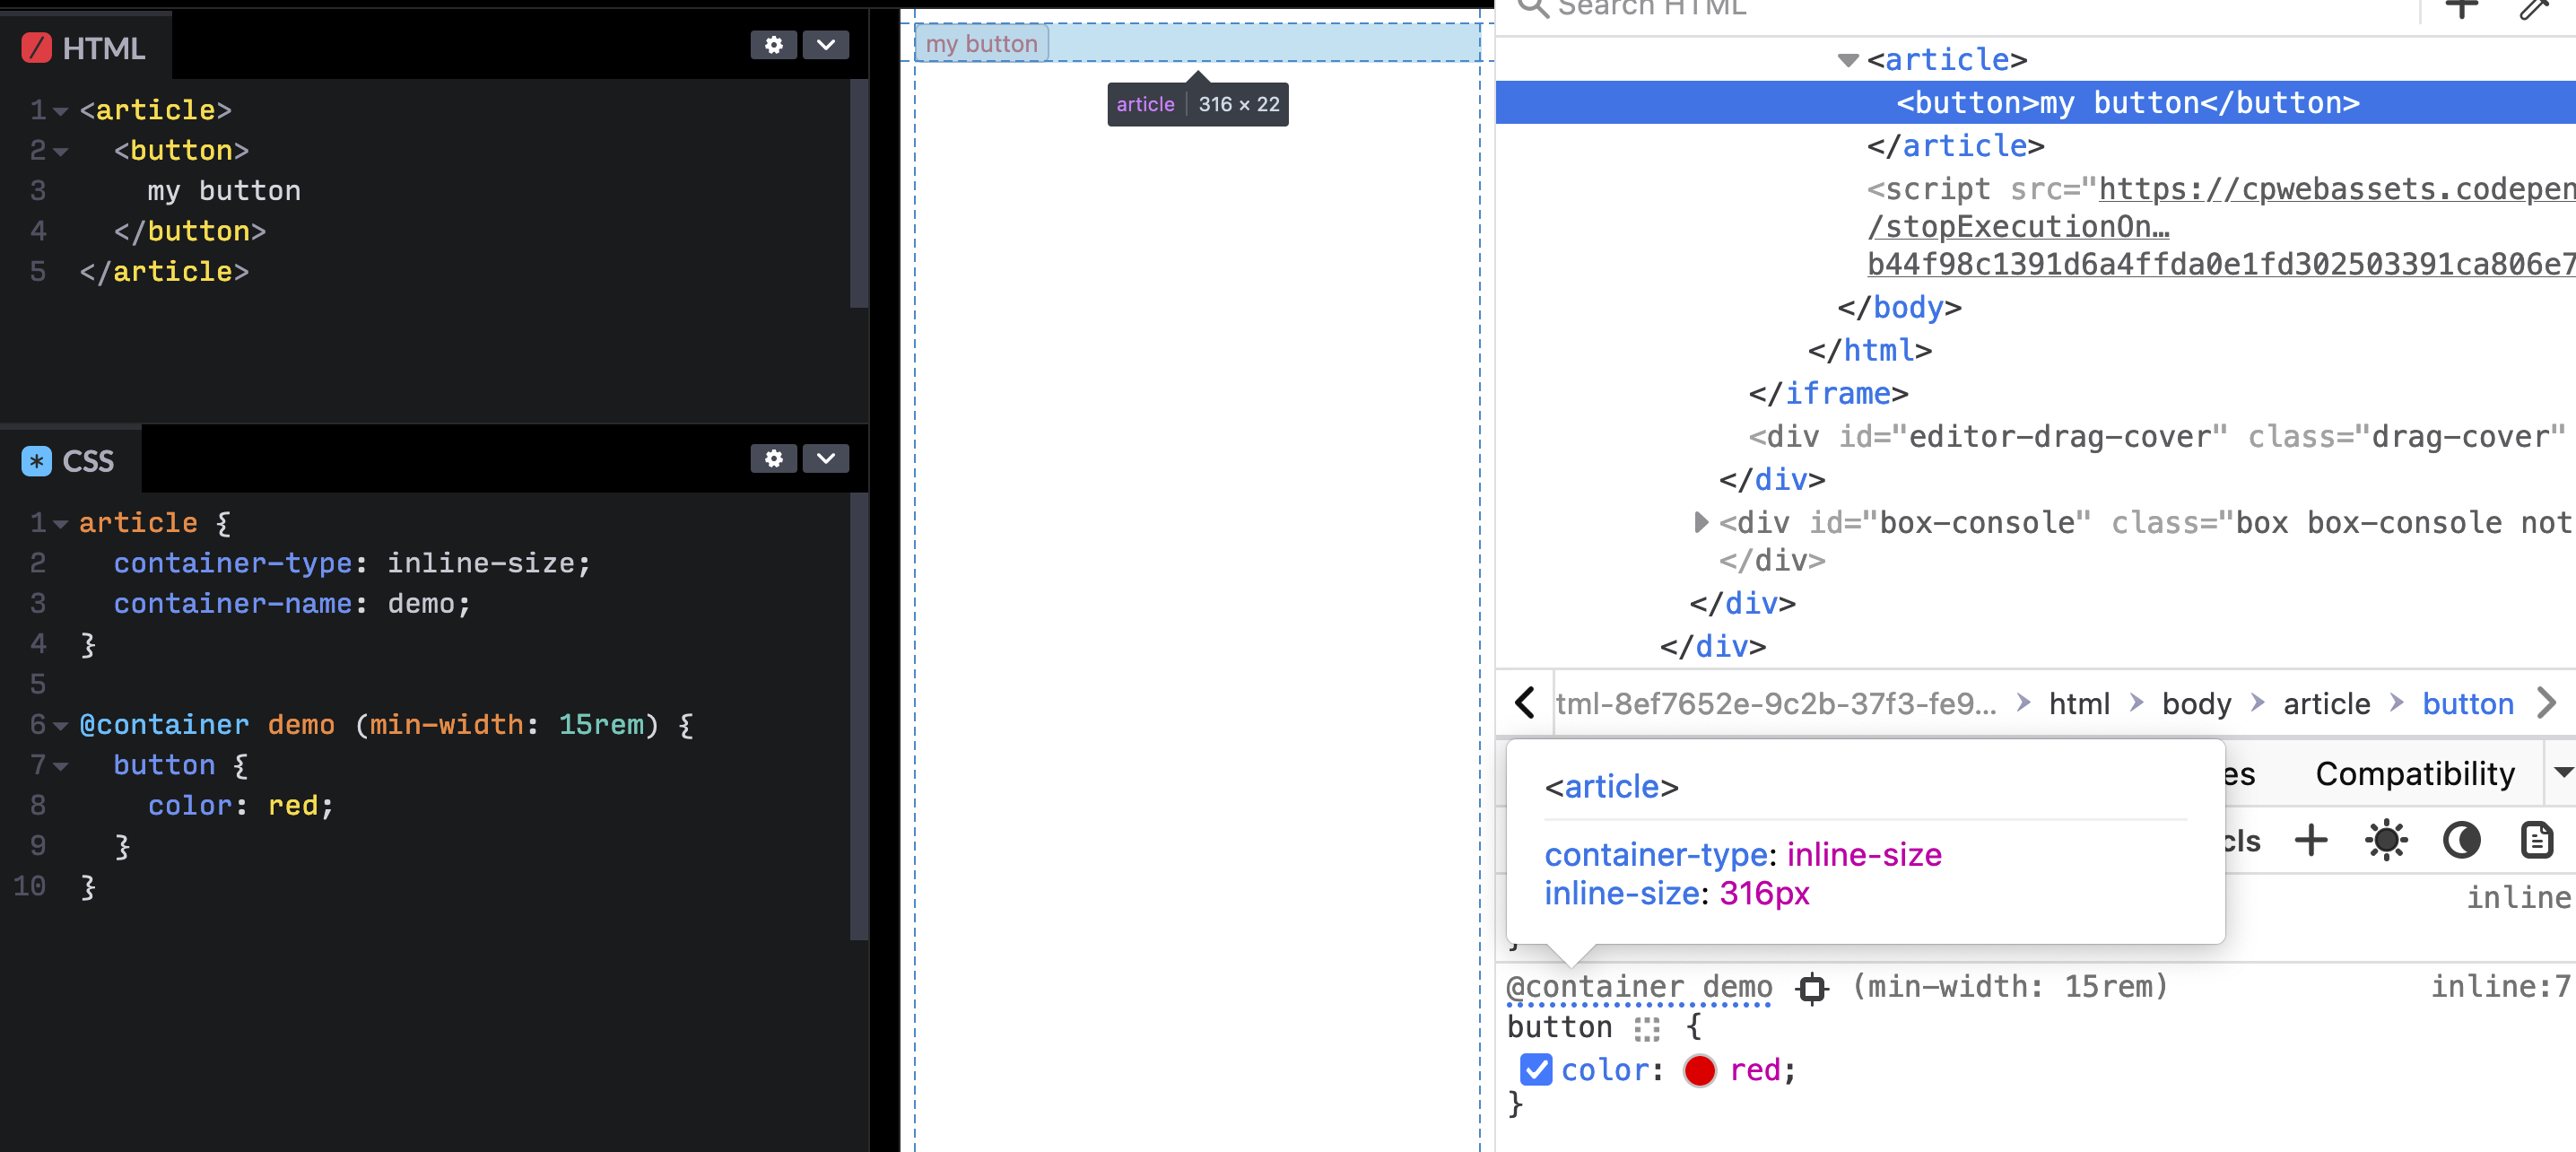 HTML
1 <article>
2 <button>
3 my button
4 </button>
5 </article>
CSS
1 article {
2 container-type: inline-size;
3 container-name: demo;
4 }
5
6 @container demo (min-width: 15rem) {
7 button {
8 color: red;
9 }
10 }
my button
article 316 × 22
Search HTML
<article>
<button>my button</button>
</article>
<script src="https://cpwebassets.codepen
/stopExecutionOn…
b44f98c1391d6a4ffda0e1fd302503391ca806e7
</body>
</html>
</iframe>
<div id="editor-drag-cover" class="drag-cover"
</div>
<div id="box-console" class="box box-console not
</div>
</div>
</div>
tml-8ef7652e-9c2b-37f3-fe9… html body article button
es Compatibility
cls
<article>
container-type: inline-size
inline-size: 316px
inline
}
@container demo (min-width: 15rem) inline:7
button {
color: red;
}